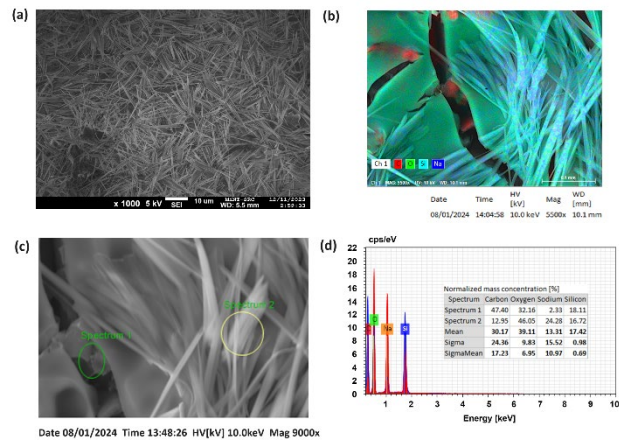 (a)
x 1000 5 kV SEI 10 um WD: 5.5 mm
(b)
Ch 1 O Si Na
Date Time HV [kV] Mag WD [mm]
08/01/2024 14:04:58 10.0 keV 5500x 10.1 mm
(c)
Spectrum 1
Spectrum 2
Date 08/01/2024 Time 13:48:26 HV[kV] 10.0keV Mag 9000x
(d)
cps/eV
22
20
18
16
14
12
10
8
6
4
2
0
O
Na
Si
Normalized mass concentration [%]
Spectrum Carbon Oxygen Sodium Silicon
Spectrum 1 47.40 32.16 2.33 18.11
Spectrum 2 12.95 46.05 24.28 16.72
Mean 30.17 39.11 13.31 17.42
Sigma 24.36 9.83 15.52 0.98
SigmaMean 17.23 6.95 10.97 0.69
0 1 2 3 4 5 6 7 8 9 10
Energy [keV]